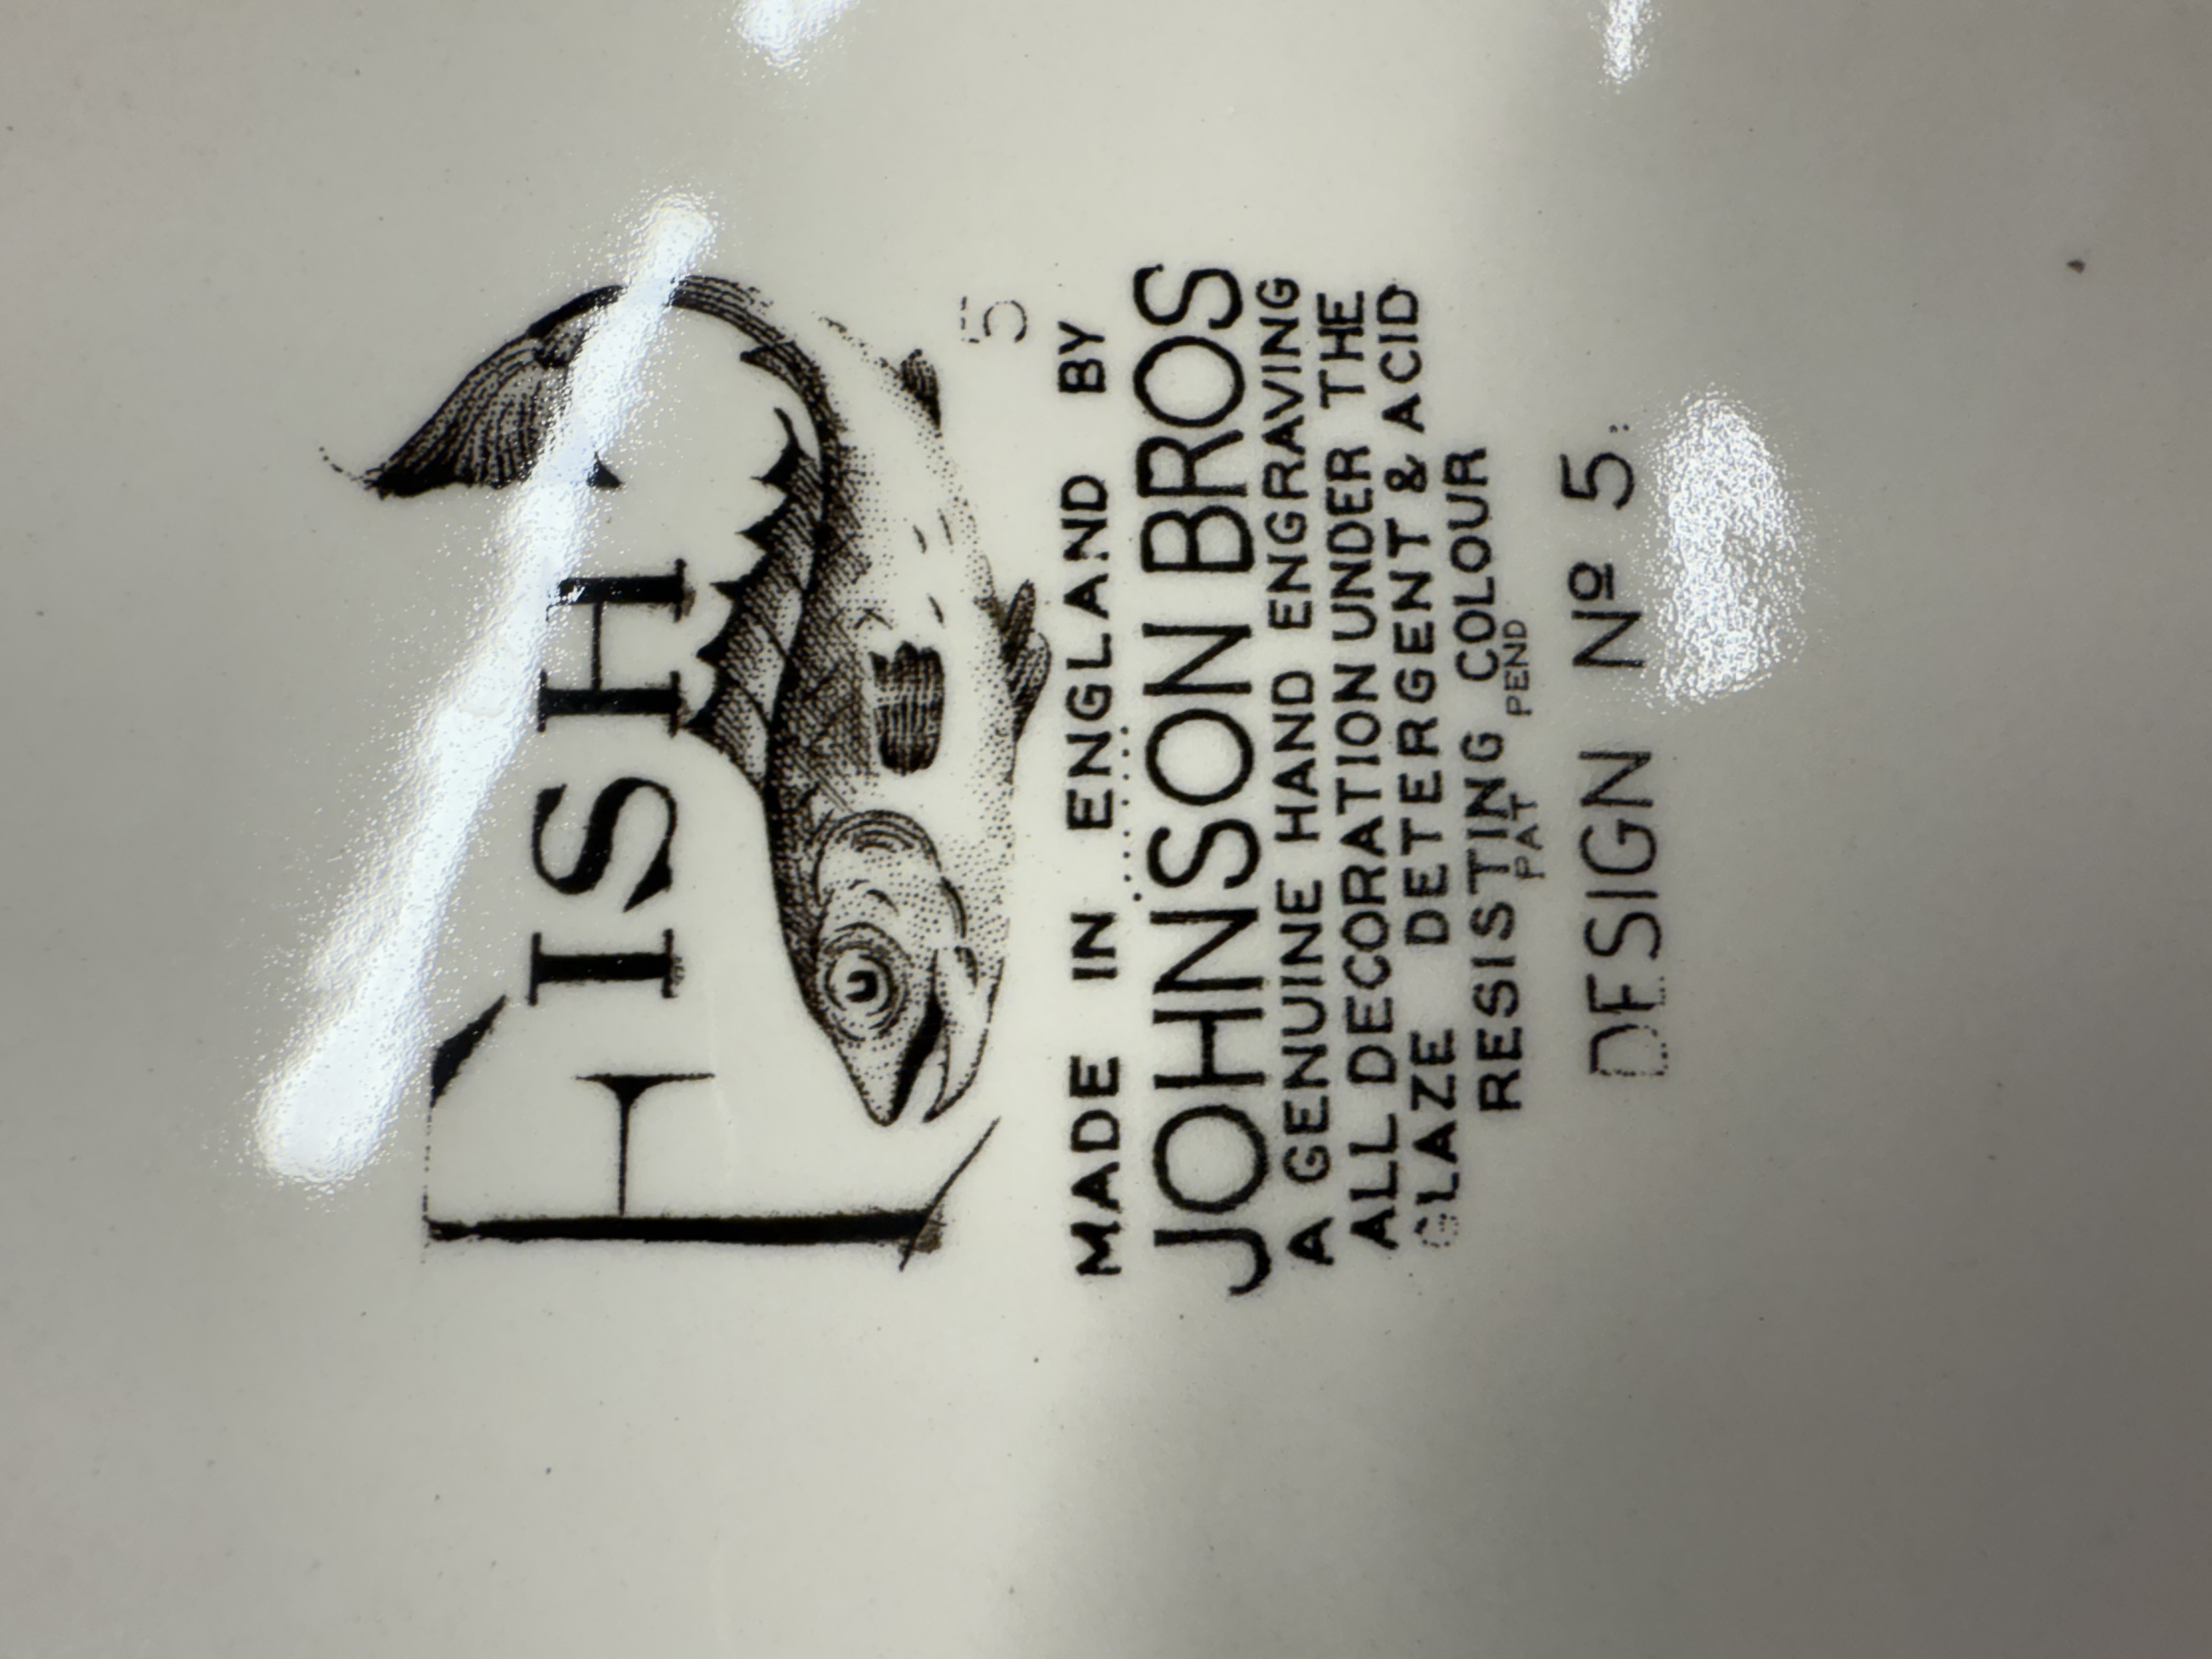 FISH
5
MADE IN ENGLAND BY
JOHNSON BROS
A GENUINE HAND ENGRAVING
ALL DECORATION UNDER THE
GLAZE DETERGENT & ACID
RESISTING COLOUR
PAT PEND
DESIGN Nº 5.